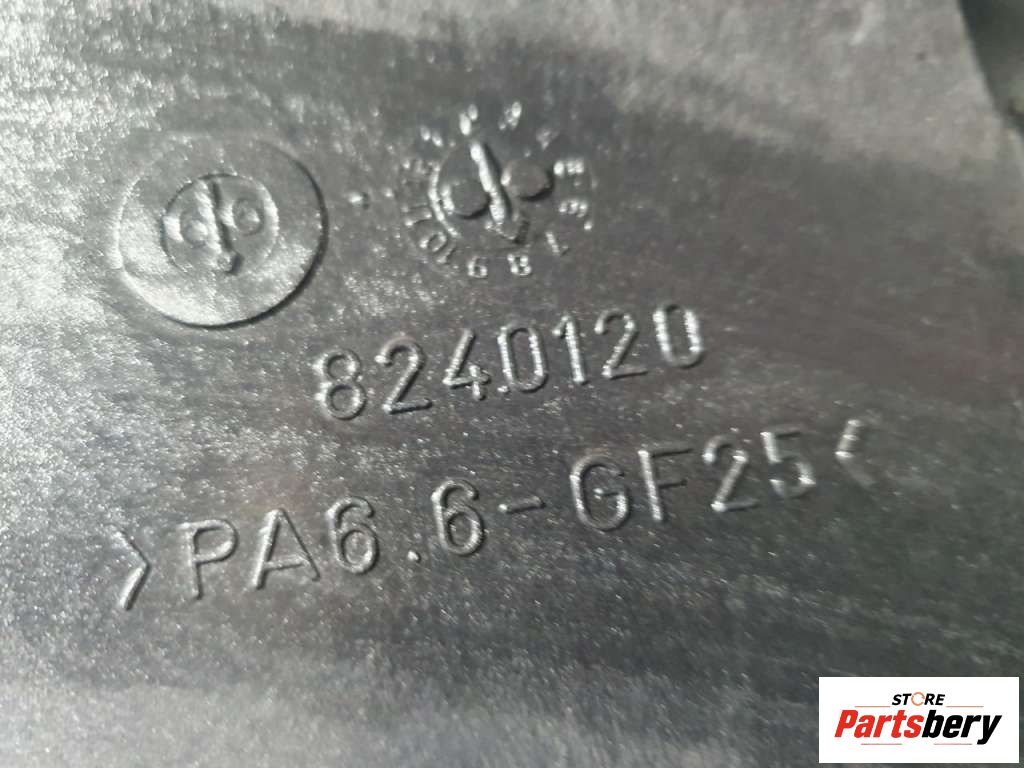 8240120
>PA6.6-GF25<
STORE
Partsbery